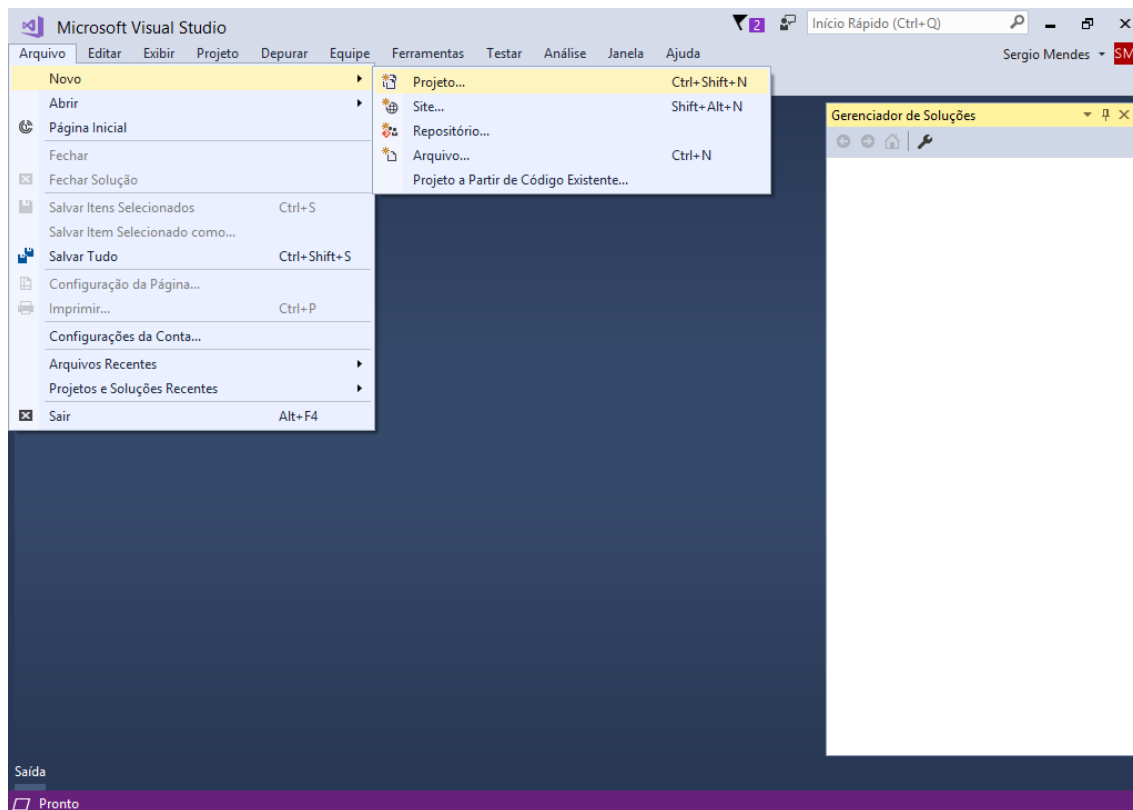 Microsoft Visual Studio
2
Início Rápido (Ctrl+Q)
Arquivo Editar Exibir Projeto Depurar Equipe Ferramentas Testar Análise Janela Ajuda
Sergio Mendes SM
Novo
Abrir
Página Inicial
Fechar
Fechar Solução
Salvar Itens Selecionados Ctrl+S
Salvar Item Selecionado como...
Salvar Tudo Ctrl+Shift+S
Configuração da Página...
Imprimir... Ctrl+P
Configurações da Conta...
Arquivos Recentes
Projetos e Soluções Recentes
Sair Alt+F4
Projeto... Ctrl+Shift+N
Site... Shift+Alt+N
Repositório...
Arquivo... Ctrl+N
Projeto a Partir de Código Existente...
Gerenciador de Soluções
Saída
Pronto